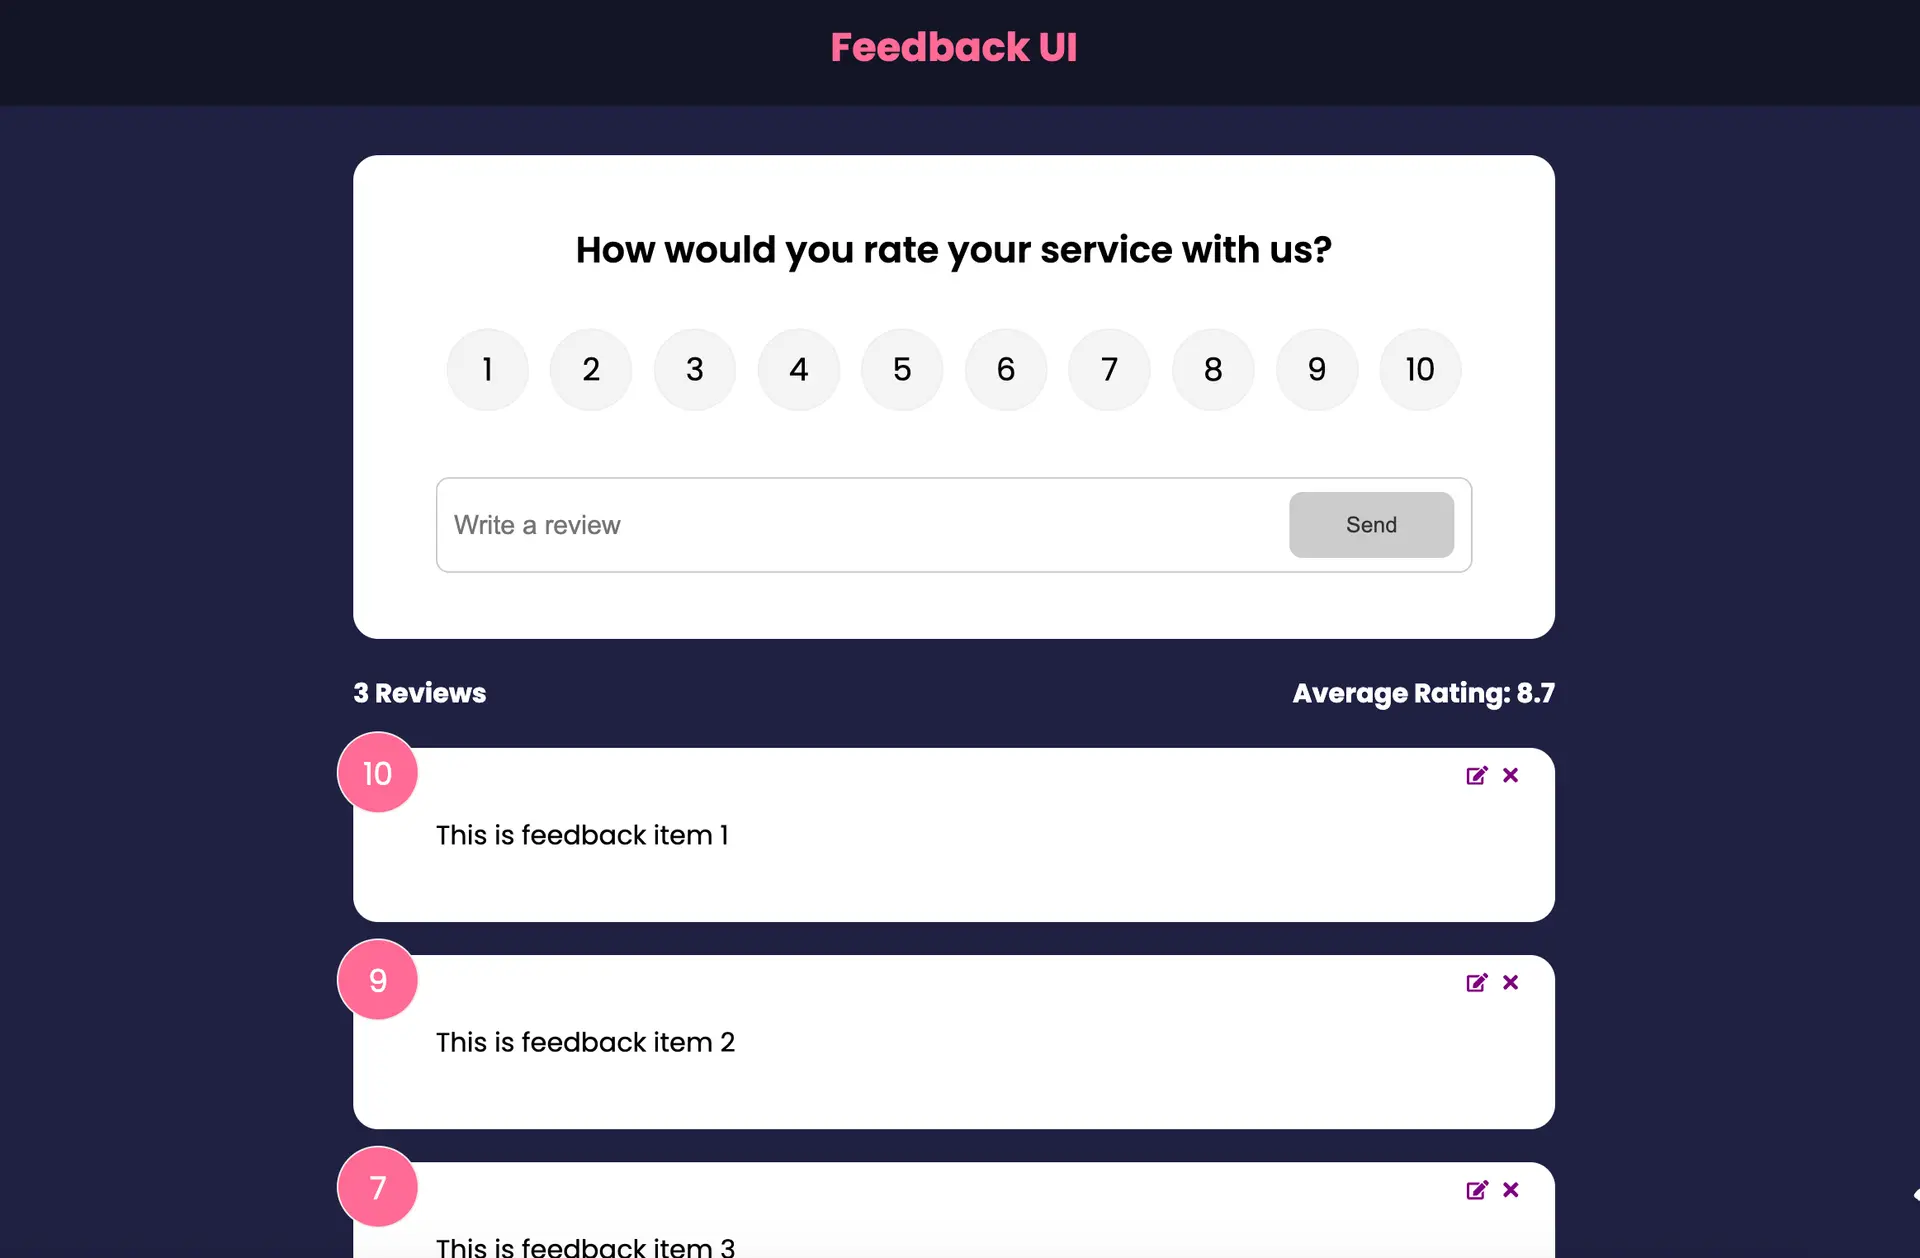 Feedback UI
How would you rate your service with us?
1 2 3 4 5 6 7 8 9 10
Write a review Send
3 Reviews Average Rating: 8.7
10
This is feedback item 1
9
This is feedback item 2
7
This is feedback item 3